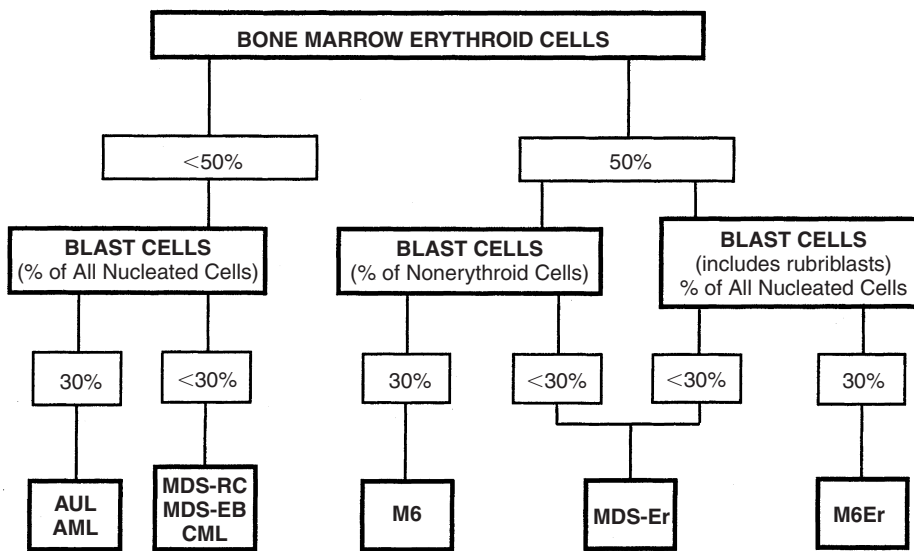 BONE MARROW ERYTHROID CELLS
<50%
50%
BLAST CELLS
(% of All Nucleated Cells)
BLAST CELLS
(% of Nonerythroid Cells)
BLAST CELLS
(includes rubriblasts)
% of All Nucleated Cells
30%
<30%
30%
<30%
<30%
30%
AUL
AML
MDS-RC
MDS-EB
CML
M6
MDS-Er
M6Er